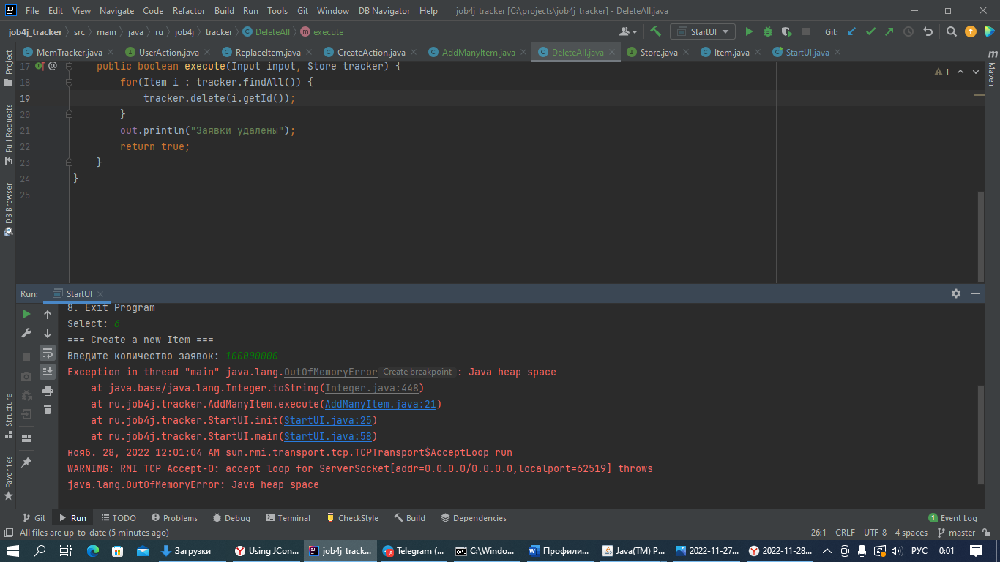 File Edit View Navigate Code Refactor Build Run Tools Git Window DB Navigator Help job4j_tracker [C:\projects\job4j_tracker] - DeleteAll.java
job4j_tracker src main java ru job4j tracker DeleteAll execute StartUI Git:
MemTracker.java UserAction.java ReplaceItem.java CreateAction.java AddManyItem.java DeleteAll.java Store.java Item.java StartUI.java
Project
Pull Requests
DB Browser
Structure
Favorites
m Maven
1
17 public boolean execute(Input input, Store tracker) {
18 for(Item i : tracker.findAll()) {
19 tracker.delete(i.getId());
20 }
21 out.println("Заявки удалены");
22 return true;
23 }
24 }
25
Run: StartUI
8. Exit Program
Select: 6
=== Create a new Item ===
Введите количество заявок: 100000000
Exception in thread "main" java.lang.OutOfMemoryError Create breakpoint : Java heap space
at java.base/java.lang.Integer.toString(Integer.java:448)
at ru.job4j.tracker.AddManyItem.execute(AddManyItem.java:21)
at ru.job4j.tracker.StartUI.init(StartUI.java:25)
at ru.job4j.tracker.StartUI.main(StartUI.java:58)
нояб. 28, 2022 12:01:04 AM sun.rmi.transport.tcp.TCPTransport$AcceptLoop run
WARNING: RMI TCP Accept-0: accept loop for ServerSocket[addr=0.0.0.0/0.0.0.0,localport=62519] throws
java.lang.OutOfMemoryError: Java heap space
Git Run TODO Problems Debug Terminal CheckStyle Build Dependencies 1 Event Log
All files are up-to-date (5 minutes ago) 26:1 CRLF UTF-8 4 spaces master
Загрузки Using JCon... job4j_track... Telegram (... C:\Windo... Профили... Java(TM) P... 2022-11-27... 2022-11-28... РУС 0:01